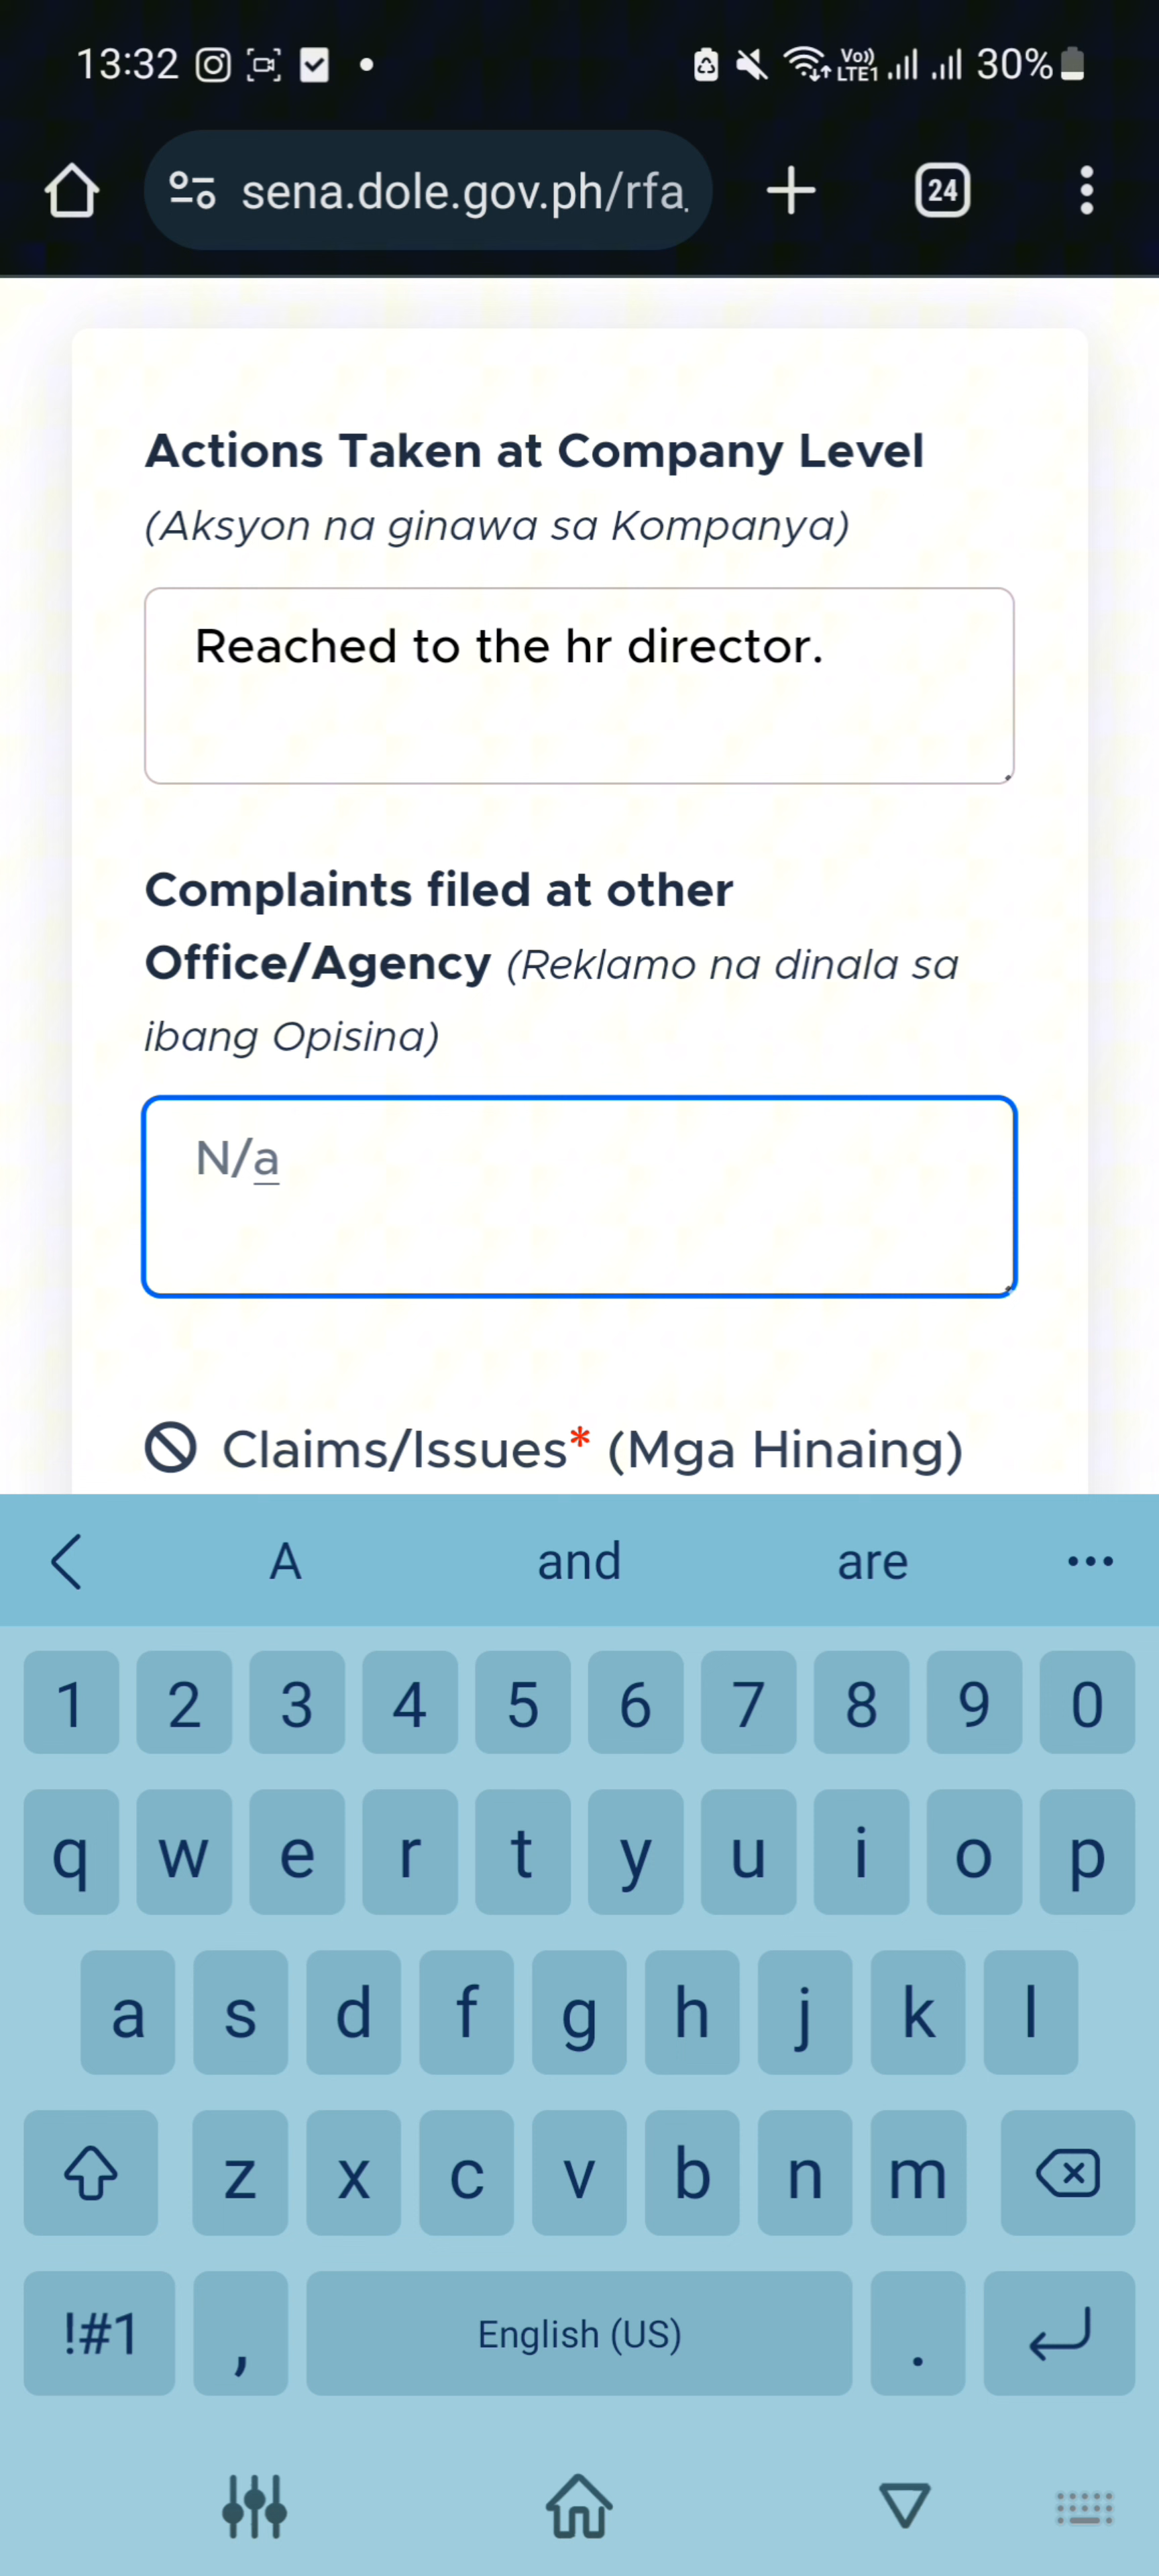 13:32
Vo)) LTE1 30%
sena.dole.gov.ph/rfa
24
Actions Taken at Company Level
(Aksyon na ginawa sa Kompanya)
Reached to the hr director.
Complaints filed at other
Office/Agency (Reklamo na dinala sa
ibang Opisina)
N/a
Claims/Issues* (Mga Hinaing)
A and are ...
1 2 3 4 5 6 7 8 9 0
q w e r t y u i o p
a s d f g h j k l
z x c v b n m
!#1 , English (US) .